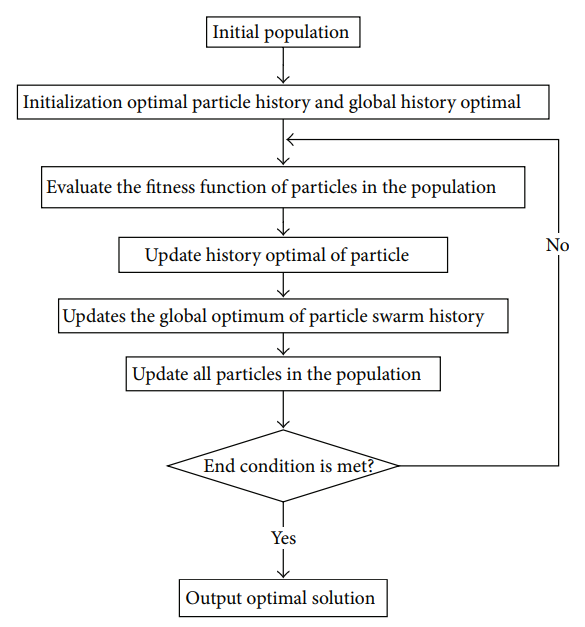 Initial population
Initialization optimal particle history and global history optimal
Evaluate the fitness function of particles in the population
Update history optimal of particle
No
Updates the global optimum of particle swarm history
Update all particles in the population
End condition is met?
Yes
Output optimal solution